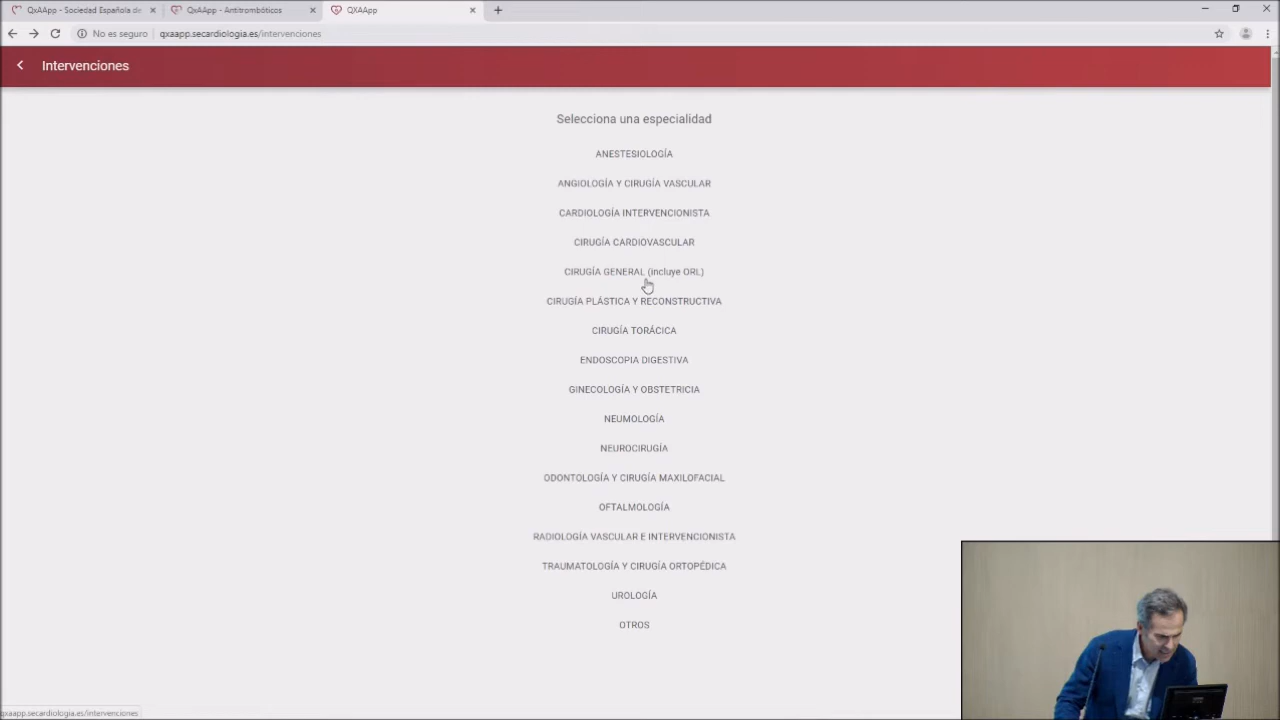 QxAApp - Sociedad Española de
QxAApp - Antitrombóticos
QXAApp
No es seguro
qxaapp.secardiologia.es/intervenciones
Intervenciones
Selecciona una especialidad
ANESTESIOLOGÍA
ANGIOLOGÍA Y CIRUGÍA VASCULAR
CARDIOLOGÍA INTERVENCIONISTA
CIRUGÍA CARDIOVASCULAR
CIRUGÍA GENERAL (incluye ORL)
CIRUGÍA PLÁSTICA Y RECONSTRUCTIVA
CIRUGÍA TORÁCICA
ENDOSCOPIA DIGESTIVA
GINECOLOGÍA Y OBSTETRICIA
NEUMOLOGÍA
NEUROCIRUGÍA
ODONTOLOGÍA Y CIRUGÍA MAXILOFACIAL
OFTALMOLOGÍA
RADIOLOGÍA VASCULAR E INTERVENCIONISTA
TRAUMATOLOGÍA Y CIRUGÍA ORTOPÉDICA
UROLOGÍA
OTROS
qxaapp.secardiologia.es/intervenciones